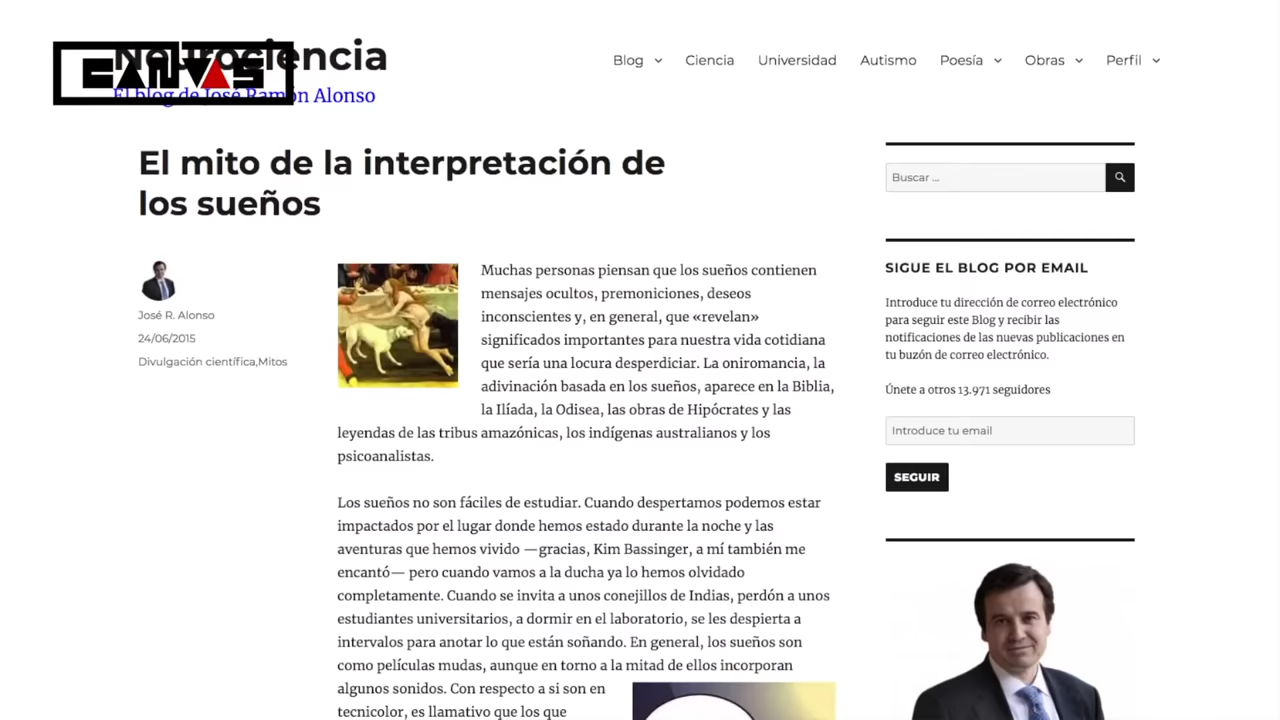 Neurociencia
CANVAS
El blog de José Ramón Alonso
Blog Ciencia Universidad Autismo Poesía Obras Perfil
El mito de la interpretación de
los sueños
José R. Alonso
24/06/2015
Divulgación científica,Mitos
Muchas personas piensan que los sueños contienen
mensajes ocultos, premoniciones, deseos
inconscientes y, en general, que «revelan»
significados importantes para nuestra vida cotidiana
que sería una locura desperdiciar. La oniromancia, la
adivinación basada en los sueños, aparece en la Biblia,
la Ilíada, la Odisea, las obras de Hipócrates y las
leyendas de las tribus amazónicas, los indígenas australianos y los
psicoanalistas.
Los sueños no son fáciles de estudiar. Cuando despertamos podemos estar
impactados por el lugar donde hemos estado durante la noche y las
aventuras que hemos vivido —gracias, Kim Bassinger, a mí también me
encantó— pero cuando vamos a la ducha ya lo hemos olvidado
completamente. Cuando se invita a unos conejillos de Indias, perdón a unos
estudiantes universitarios, a dormir en el laboratorio, se les despierta a
intervalos para anotar lo que están soñando. En general, los sueños son
como películas mudas, aunque en torno a la mitad de ellos incorporan
algunos sonidos. Con respecto a si son en
tecnicolor, es llamativo que los que
Buscar ...
SIGUE EL BLOG POR EMAIL
Introduce tu dirección de correo electrónico
para seguir este Blog y recibir las
notificaciones de las nuevas publicaciones en
tu buzón de correo electrónico.
Únete a otros 13.971 seguidores
Introduce tu email
SEGUIR